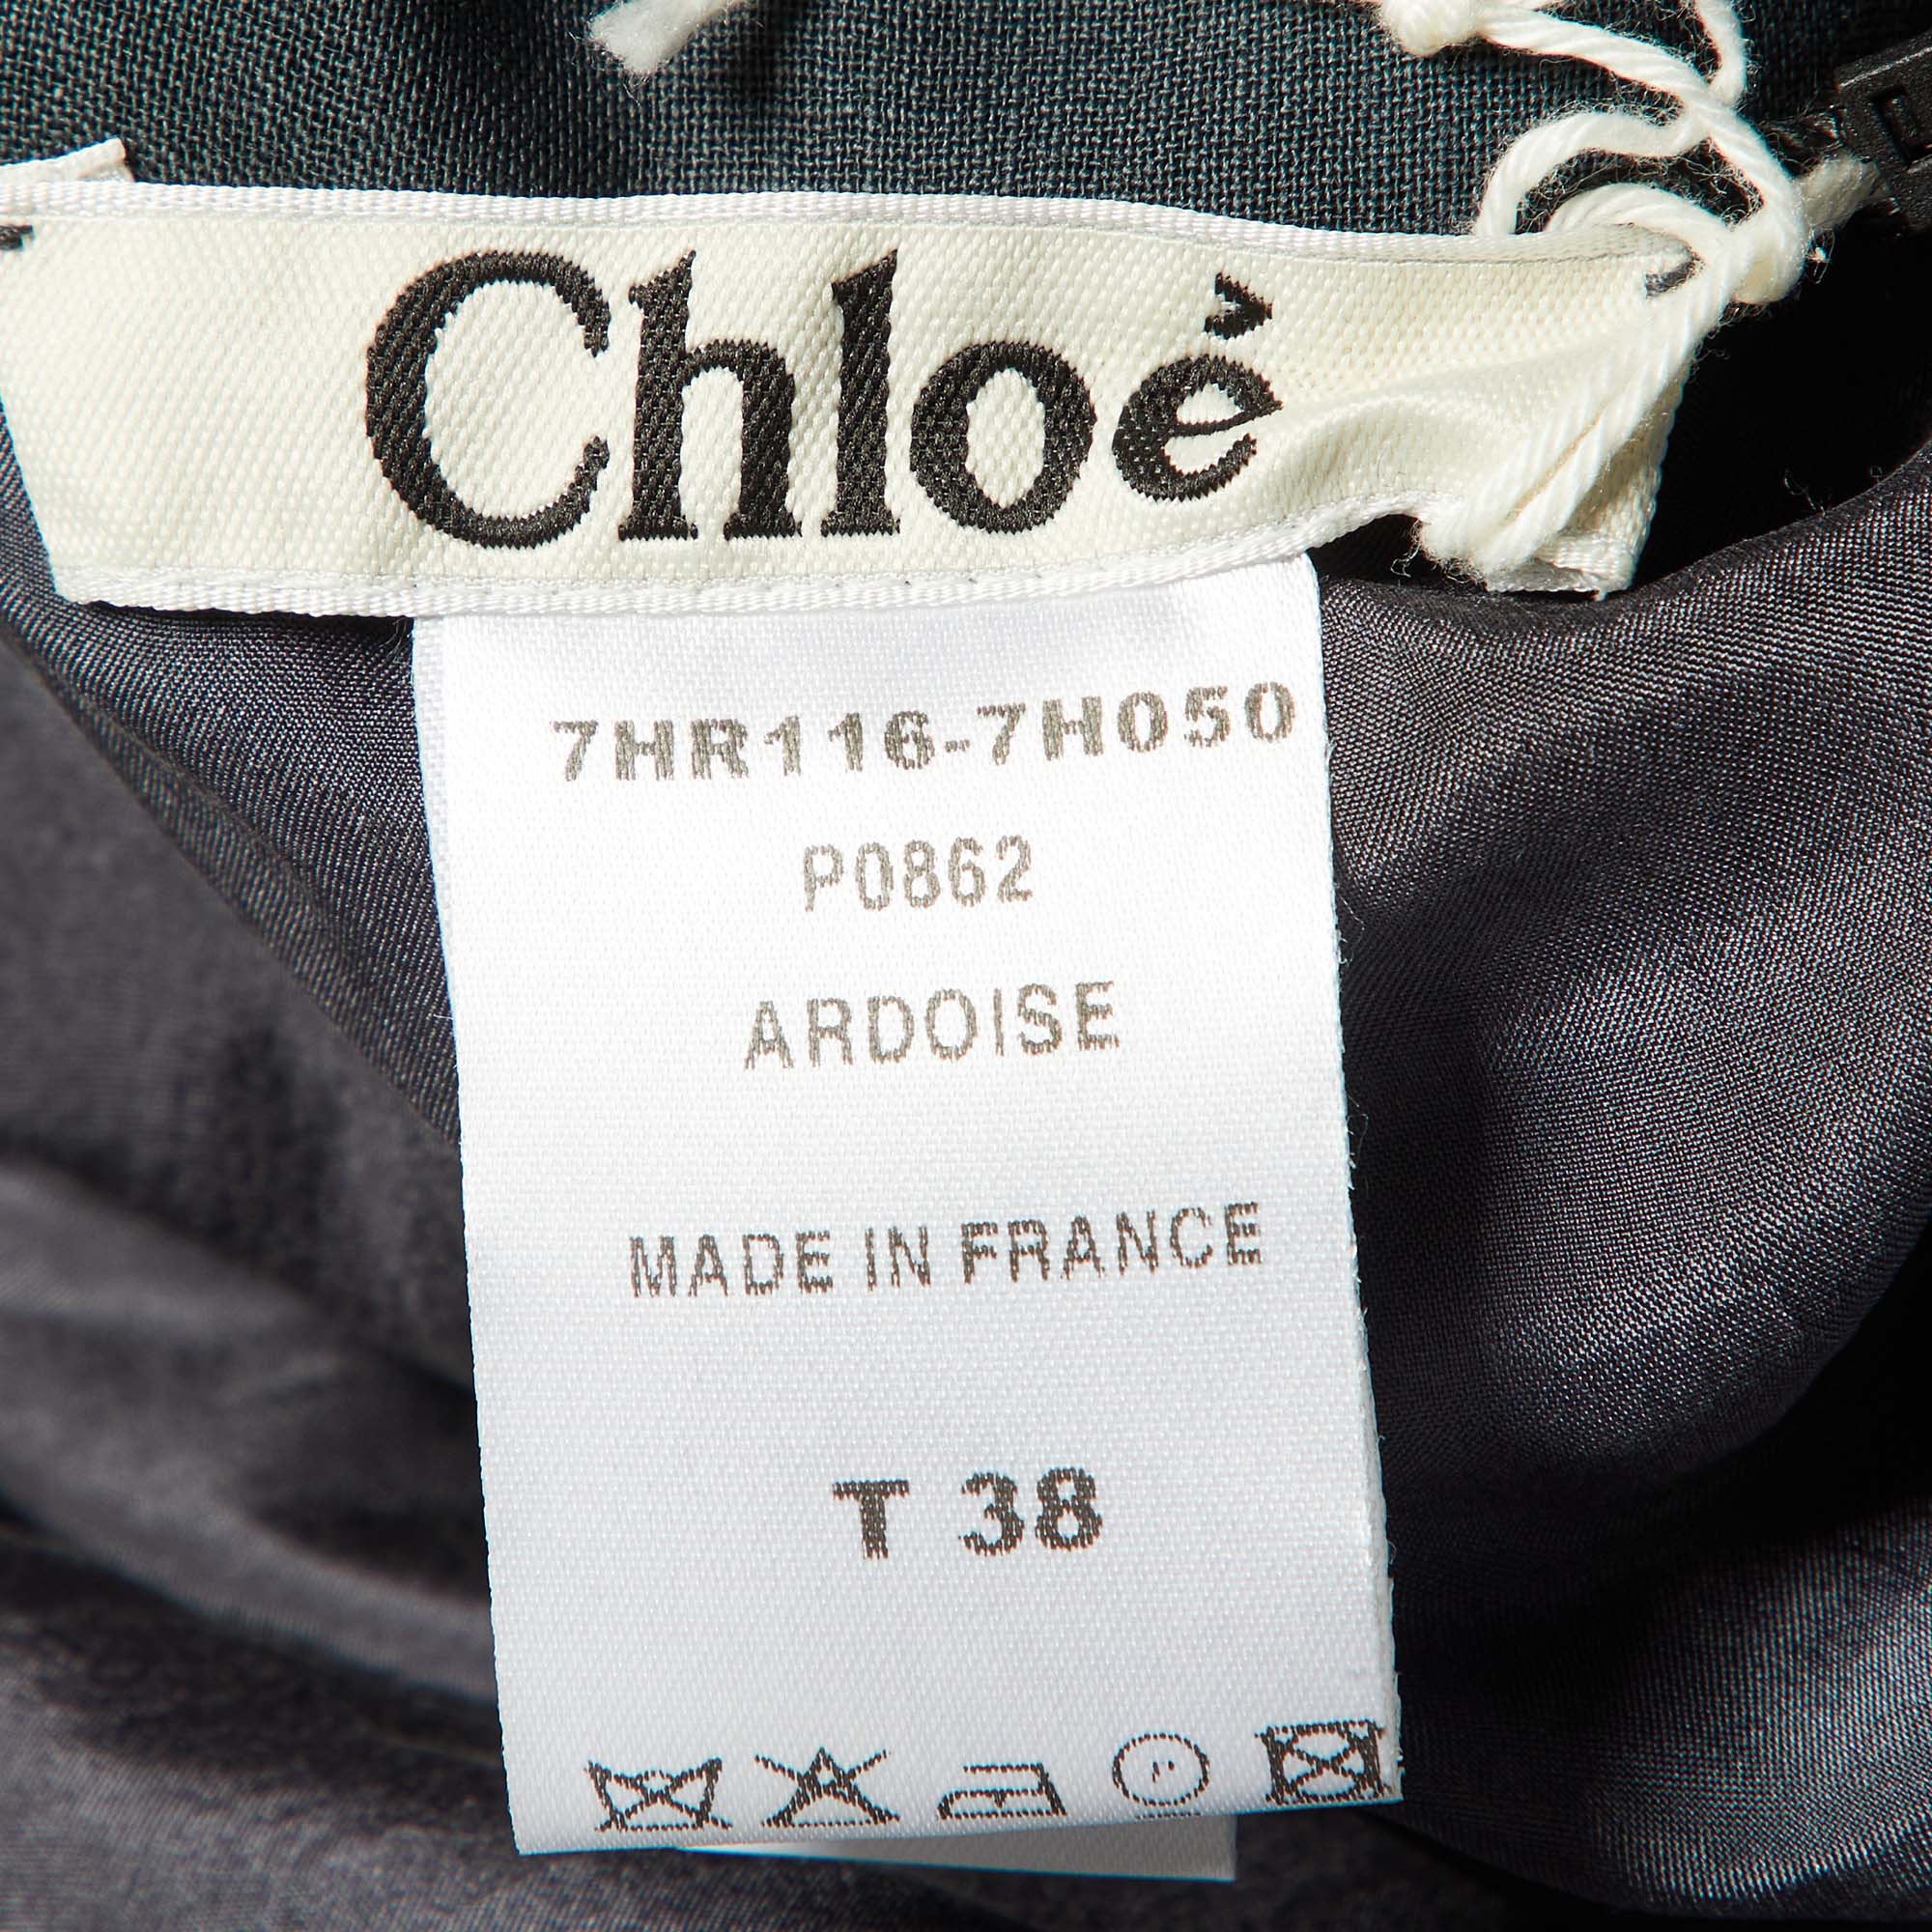 Chloé
7HR116-7H050
P0862
ARDOISE
MADE IN FRANCE
T 38